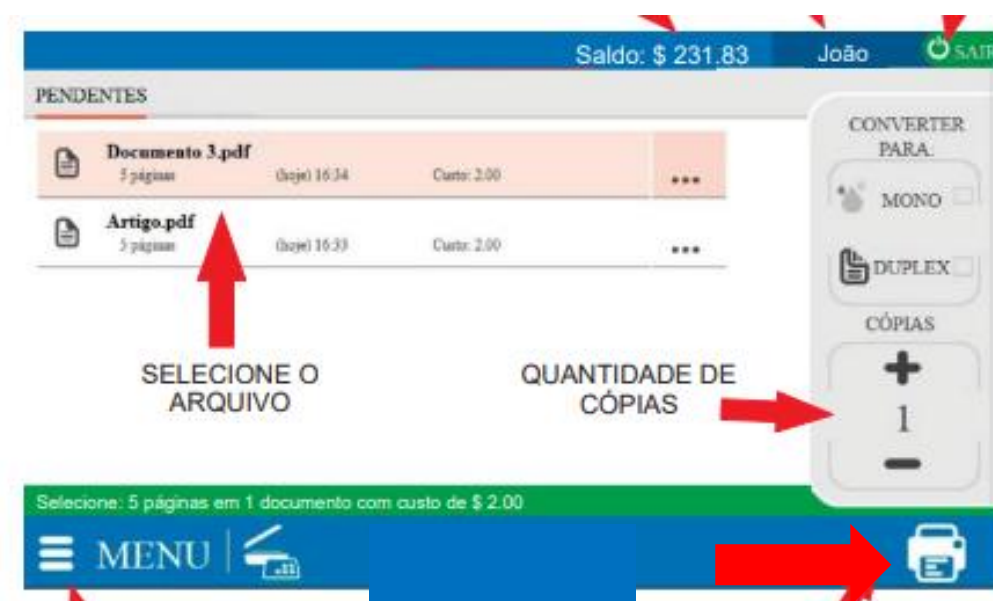 Saldo: $ 231.83 João SAIR
PENDENTES
CONVERTER
PARA.
Documento 3.pdf
5 páginas (hoje) 16:34 Custo: 2.00 ...
MONO
Artigo.pdf
5 páginas (hoje) 16:33 Custo: 2.00 ...
DUPLEX
CÓPIAS
SELECIONE O
ARQUIVO
QUANTIDADE DE
CÓPIAS
1
Selecione: 5 páginas em 1 documento com custo de $ 2.00
MENU